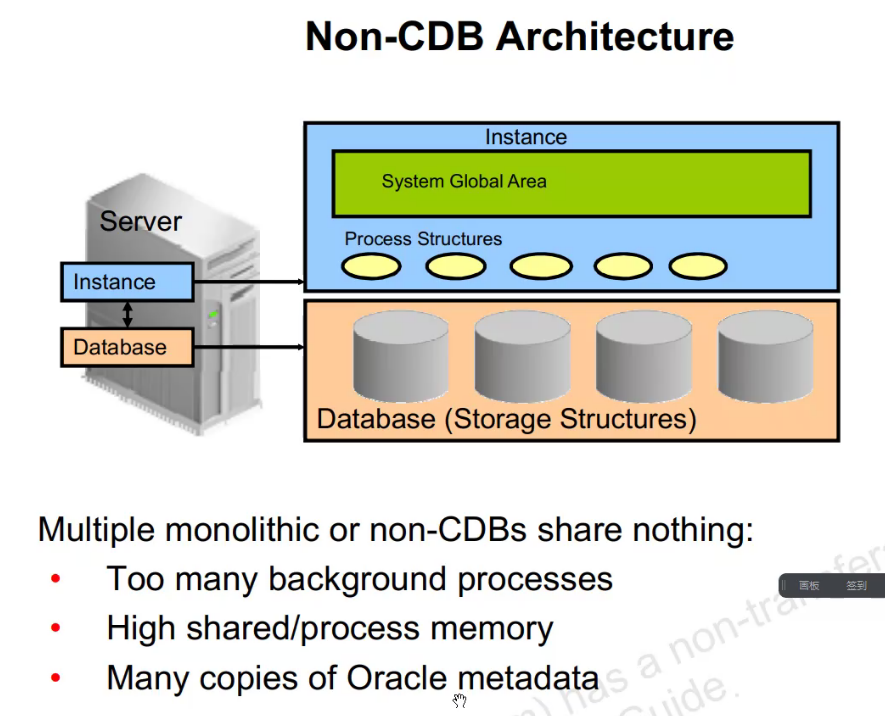 Non-CDB Architecture
Instance
System Global Area
Server
Process Structures
Instance
Database
Database (Storage Structures)
Multiple monolithic or non-CDBs share nothing:
• Too many background processes
画板 签到
• High shared/process memory
• Many copies of Oracle metadata
has a non-transfer
Guide.